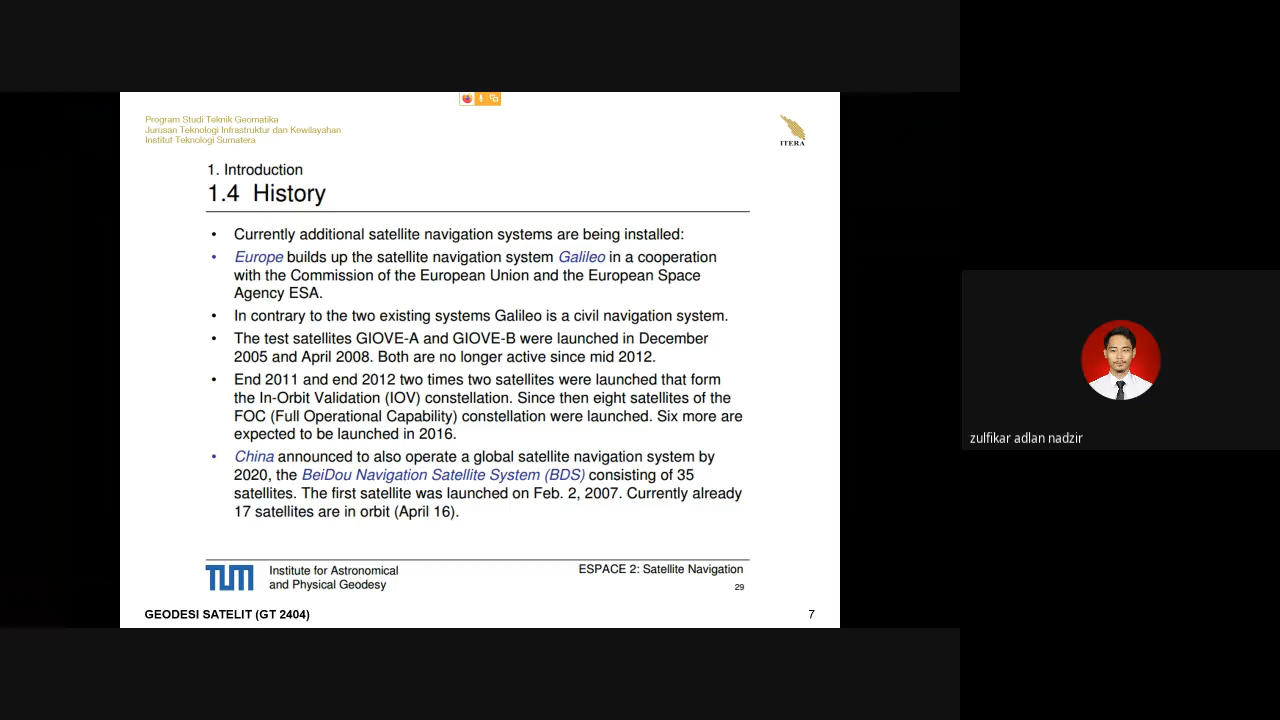 Program Studi Teknik Geomatika
Jurusan Teknologi Infrastruktur dan Kewilayahan
Institut Teknologi Sumatera
ITERA
1. Introduction
1.4 History
• Currently additional satellite navigation systems are being installed:
• Europe builds up the satellite navigation system Galileo in a cooperation
with the Commission of the European Union and the European Space
Agency ESA.
• In contrary to the two existing systems Galileo is a civil navigation system.
• The test satellites GIOVE-A and GIOVE-B were launched in December
2005 and April 2008. Both are no longer active since mid 2012.
• End 2011 and end 2012 two times two satellites were launched that form
the In-Orbit Validation (IOV) constellation. Since then eight satellites of the
FOC (Full Operational Capability) constellation were launched. Six more are
expected to be launched in 2016.
• China announced to also operate a global satellite navigation system by
2020, the BeiDou Navigation Satellite System (BDS) consisting of 35
satellites. The first satellite was launched on Feb. 2, 2007. Currently already
17 satellites are in orbit (April 16).
TUM
Institute for Astronomical
and Physical Geodesy
ESPACE 2: Satellite Navigation
29
GEODESI SATELIT (GT 2404)
7
zulfikar adlan nadzir